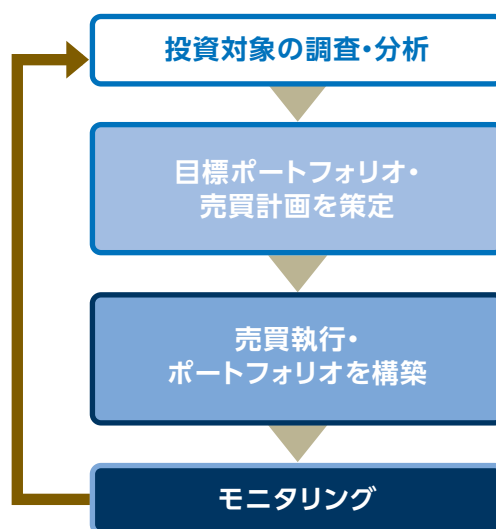 投資対象の調査・分析
目標ポートフォリオ・
売買計画を策定
売買執行・
ポートフォリオを構築
モニタリング